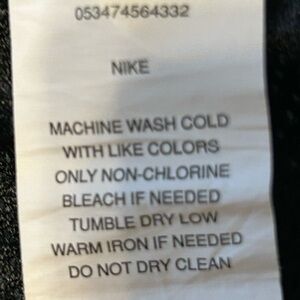 053474564332
NIKE
MACHINE WASH COLD
WITH LIKE COLORS
ONLY NON-CHLORINE
BLEACH IF NEEDED
TUMBLE DRY LOW
WARM IRON IF NEEDED
DO NOT DRY CLEAN